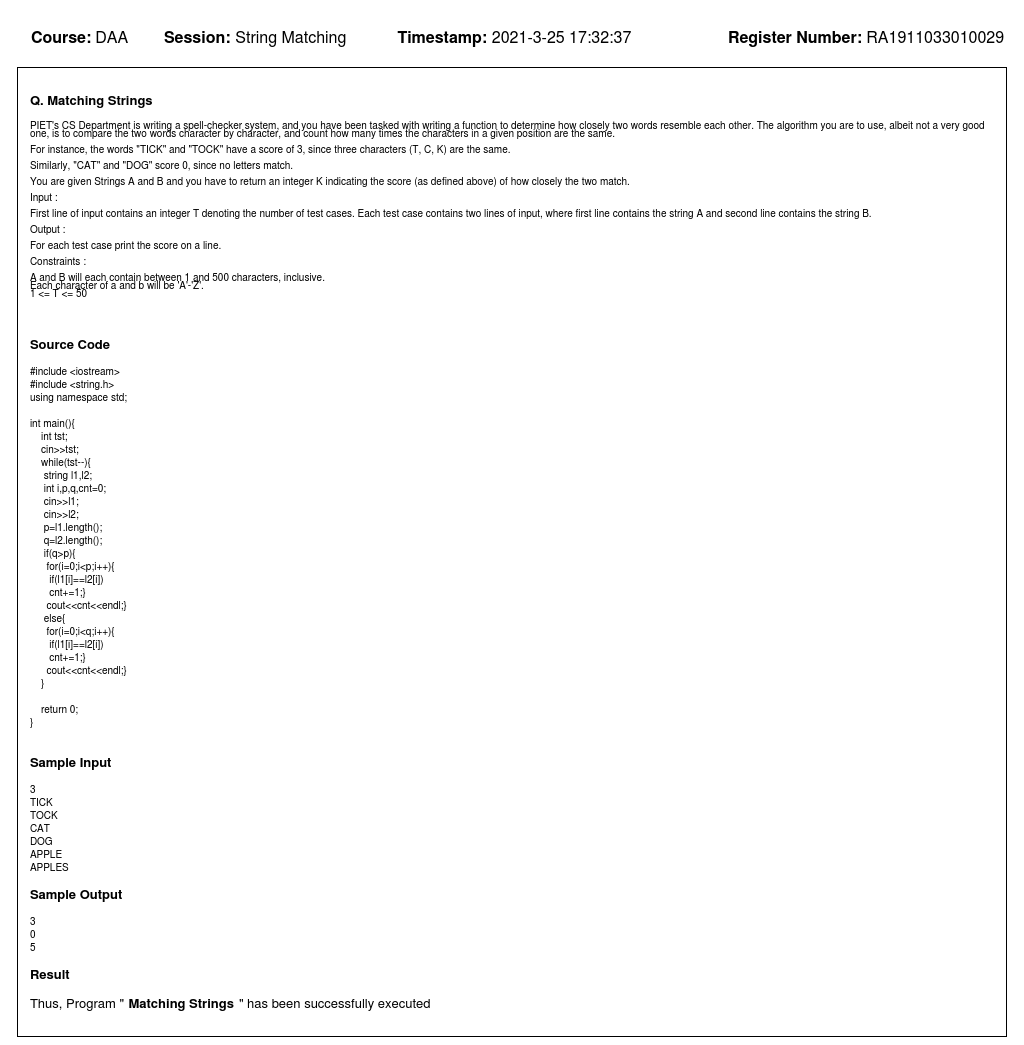 Course: DAA Session: String Matching Timestamp: 2021-3-25 17:32:37 Register Number: RA1911033010029
Q. Matching Strings
PIET's CS Department is writing a spell-checker system, and you have been tasked with writing a function to determine how closely two words resemble each other. The algorithm you are to use, albeit not a very good
one, is to compare the two words character by character, and count how many times the characters in a given position are the same.
For instance, the words "TICK" and "TOCK" have a score of 3, since three characters (T, C, K) are the same.
Similarly, "CAT" and "DOG" score 0, since no letters match.
You are given Strings A and B and you have to return an integer K indicating the score (as defined above) of how closely the two match.
Input :
First line of input contains an integer T denoting the number of test cases. Each test case contains two lines of input, where first line contains the string A and second line contains the string B.
Output :
For each test case print the score on a line.
Constraints :
A and B will each contain between 1 and 500 characters, inclusive.
Each character of a and b will be 'A'-'Z'.
1 <= T <= 50
Source Code
#include <iostream>
#include <string.h>
using namespace std;
int main(){
int tst;
cin>>tst;
while(tst--){
string l1,l2;
int i,p,q,cnt=0;
cin>>l1;
cin>>l2;
p=l1.length();
q=l2.length();
if(q>p){
for(i=0;i<p;i++){
if(l1[i]==l2[i])
cnt+=1;}
cout<<cnt<<endl;}
else{
for(i=0;i<q;i++){
if(l1[i]==l2[i])
cnt+=1;}
cout<<cnt<<endl;}
}
return 0;
}
Sample Input
3
TICK
TOCK
CAT
DOG
APPLE
APPLES
Sample Output
3
0
5
Result
Thus, Program " Matching Strings " has been successfully executed